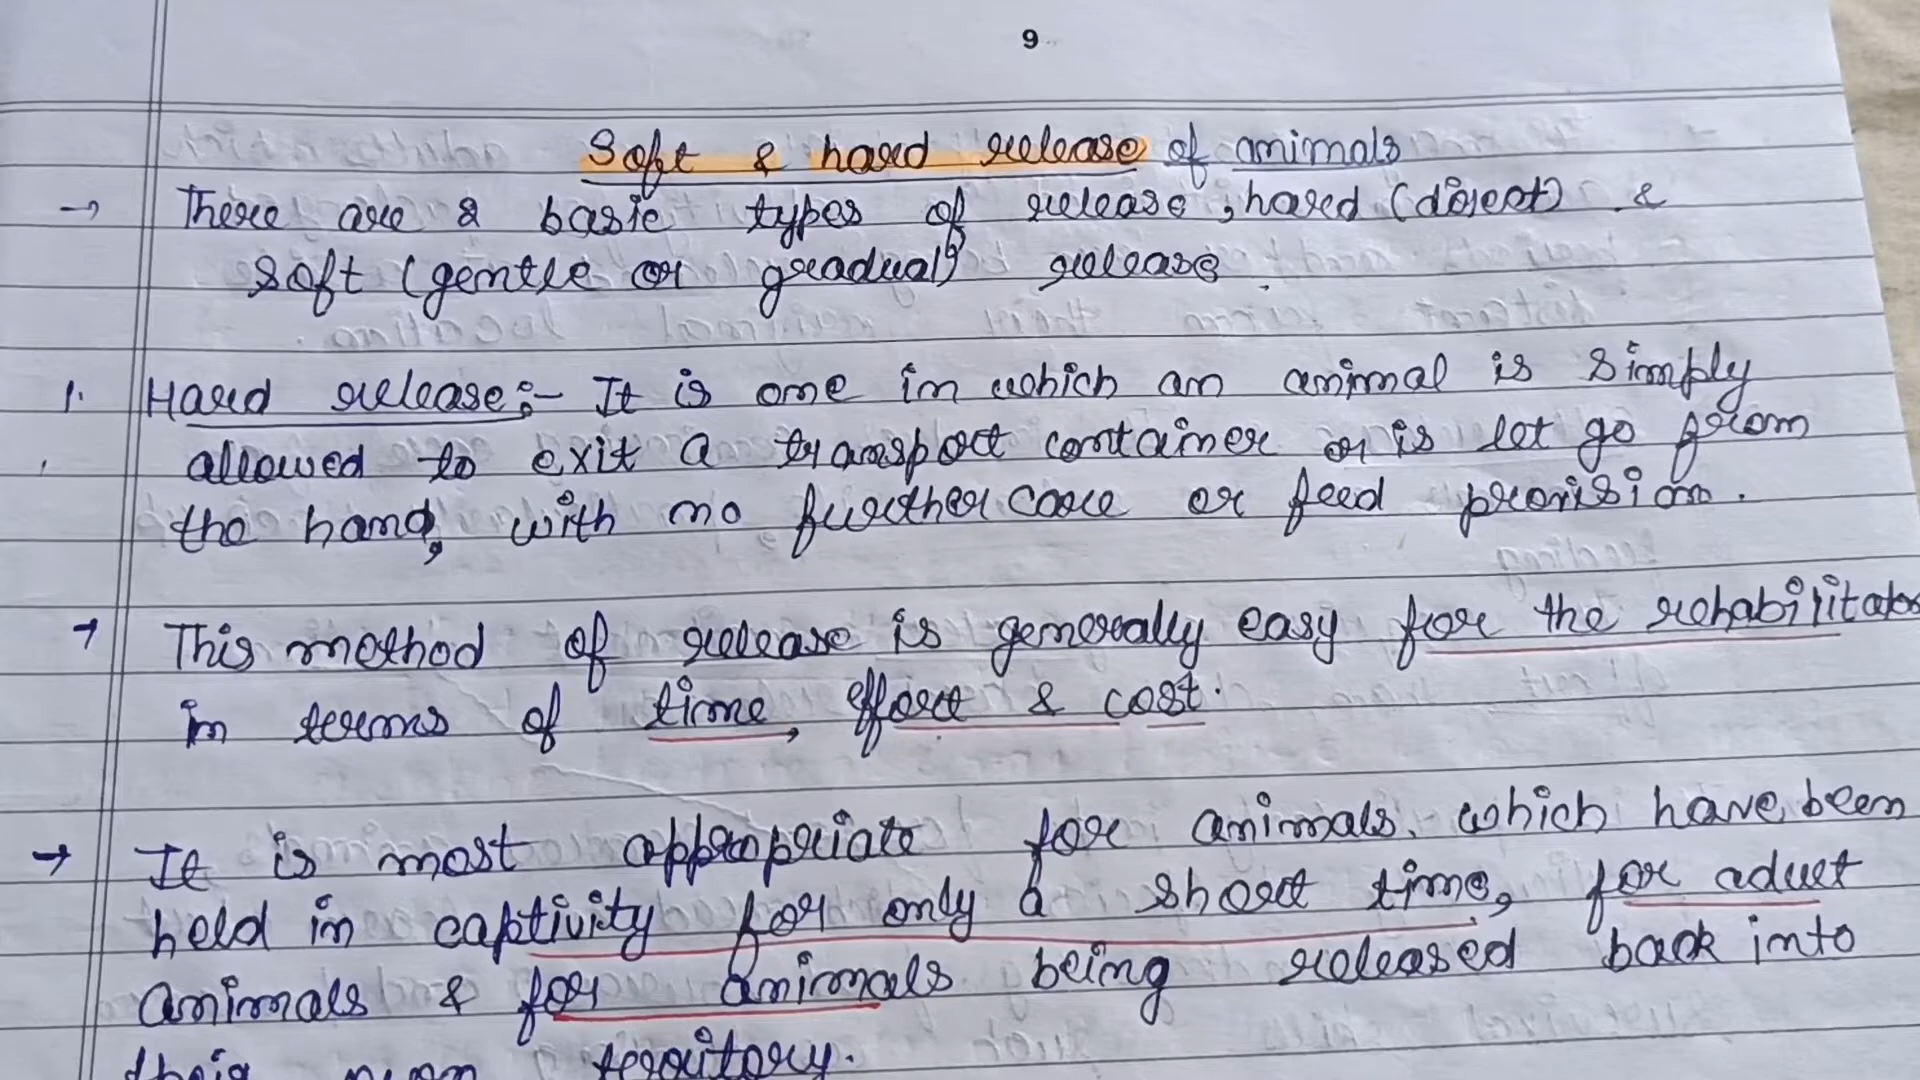 9
Soft & hard release of animals
→ There are 2 basic types of release, hard (direct) &
soft (gentle or gradual) release.
1. Hard release:- It is one in which an animal is simply
allowed to exit a transport container or is let go from
the hand, with no further care or feed provision.
→ This method of release is generally easy for the rehabilitator
in terms of time, effort & cost.
→ It is most appropriate for animals which have been
held in captivity for only a short time, for adult
animals & for animals being released back into
their own territory.